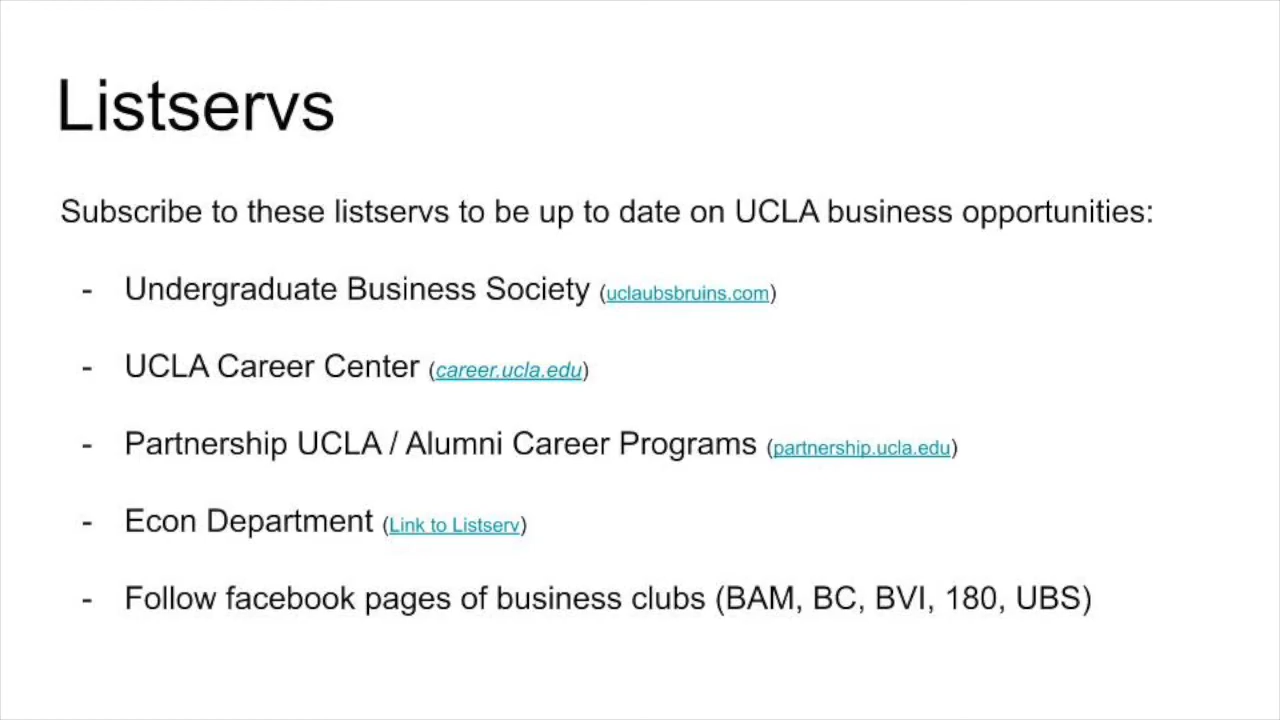 Listservs
Subscribe to these listservs to be up to date on UCLA business opportunities:
- Undergraduate Business Society (uclaubsbruins.com)
- UCLA Career Center (career.ucla.edu)
- Partnership UCLA / Alumni Career Programs (partnership.ucla.edu)
- Econ Department (Link to Listserv)
- Follow facebook pages of business clubs (BAM, BC, BVI, 180, UBS)